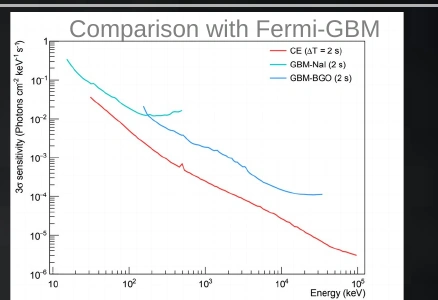 Comparison with Fermi-GBM
CE (ΔT = 2 s)
GBM-NaI (2 s)
GBM-BGO (2 s)
3σ sensitivity (Photons cm⁻² keV⁻¹ s⁻¹)
1
10⁻¹
10⁻²
10⁻³
10⁻⁴
10⁻⁵
10⁻⁶
10 10² 10³ 10⁴ 10⁵
Energy (keV)